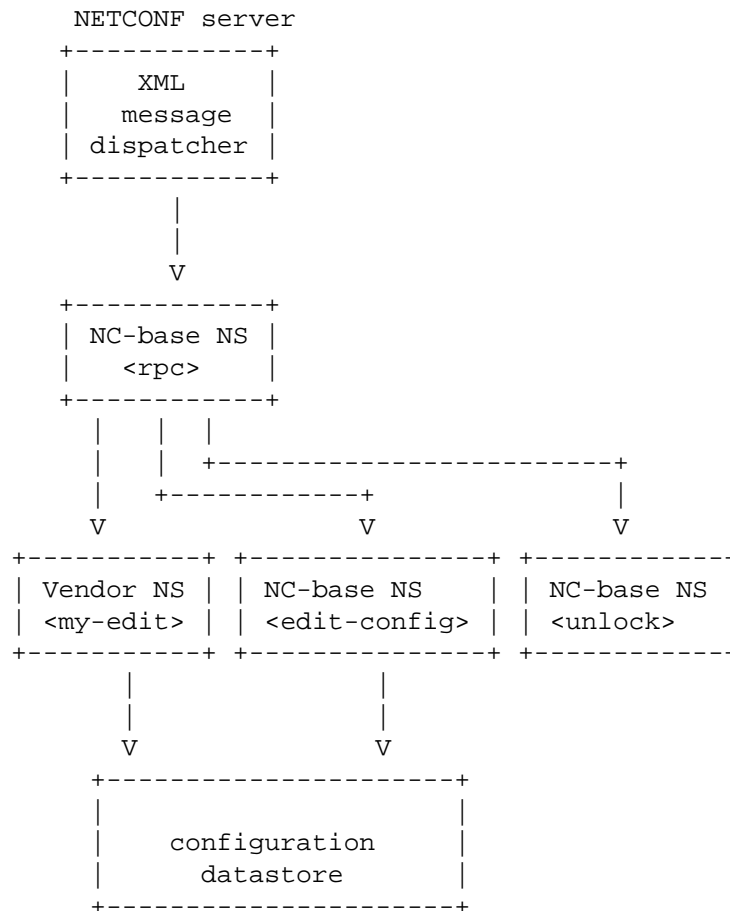 NETCONF server
XML
message
dispatcher
NC-base NS
<rpc>
Vendor NS
<my-edit>
NC-base NS
<edit-config>
NC-base NS
<unlock>
configuration
datastore